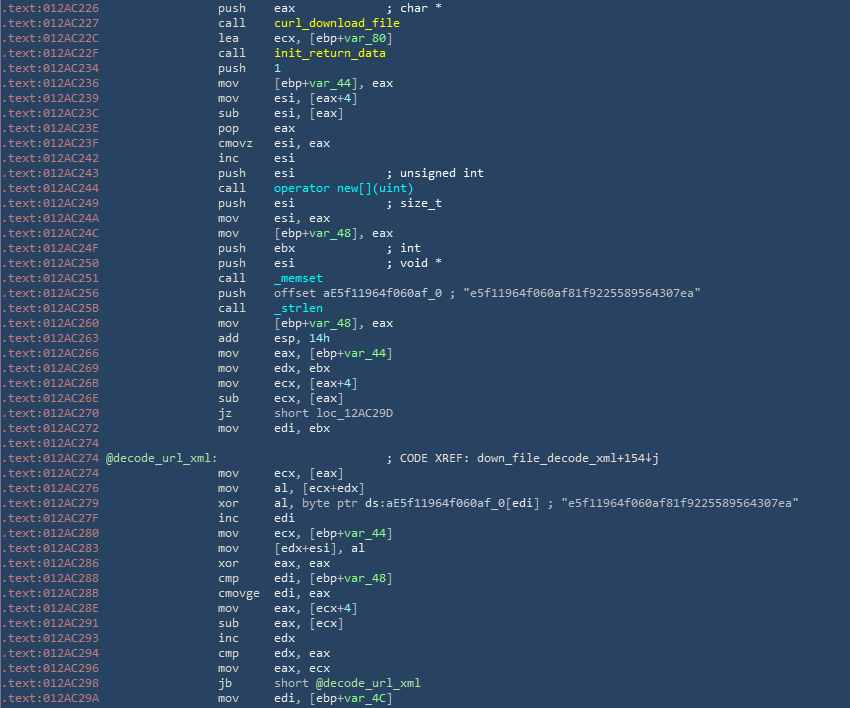 .text:012AC226 push eax ; char *
.text:012AC227 call curl_download_file
.text:012AC22C lea ecx, [ebp+var_80]
.text:012AC22F call init_return_data
.text:012AC234 push 1
.text:012AC236 mov [ebp+var_44], eax
.text:012AC239 mov esi, [eax+4]
.text:012AC23C sub esi, [eax]
.text:012AC23E pop eax
.text:012AC23F cmovz esi, eax
.text:012AC242 inc esi
.text:012AC243 push esi ; unsigned int
.text:012AC244 call operator new[](uint)
.text:012AC249 push esi ; size_t
.text:012AC24A mov esi, eax
.text:012AC24C mov [ebp+var_48], eax
.text:012AC24F push ebx ; int
.text:012AC250 push esi ; void *
.text:012AC251 call _memset
.text:012AC256 push offset aE5f11964f060af_0 ; "e5f11964f060af81f9225589564307ea"
.text:012AC25B call _strlen
.text:012AC260 mov [ebp+var_48], eax
.text:012AC263 add esp, 14h
.text:012AC266 mov eax, [ebp+var_44]
.text:012AC269 mov edx, ebx
.text:012AC26B mov ecx, [eax+4]
.text:012AC26E sub ecx, [eax]
.text:012AC270 jz short loc_12AC29D
.text:012AC272 mov edi, ebx
.text:012AC274
.text:012AC274 @decode_url_xml: ; CODE XREF: down_file_decode_xml+154↓j
.text:012AC274 mov ecx, [eax]
.text:012AC276 mov al, [ecx+edx]
.text:012AC279 xor al, byte ptr ds:aE5f11964f060af_0[edi] ; "e5f11964f060af81f9225589564307ea"
.text:012AC27F inc edi
.text:012AC280 mov ecx, [ebp+var_44]
.text:012AC283 mov [edx+esi], al
.text:012AC286 xor eax, eax
.text:012AC288 cmp edi, [ebp+var_48]
.text:012AC28B cmovge edi, eax
.text:012AC28E mov eax, [ecx+4]
.text:012AC291 sub eax, [ecx]
.text:012AC293 inc edx
.text:012AC294 cmp edx, eax
.text:012AC296 mov eax, ecx
.text:012AC298 jb short @decode_url_xml
.text:012AC29A mov edi, [ebp+var_4C]